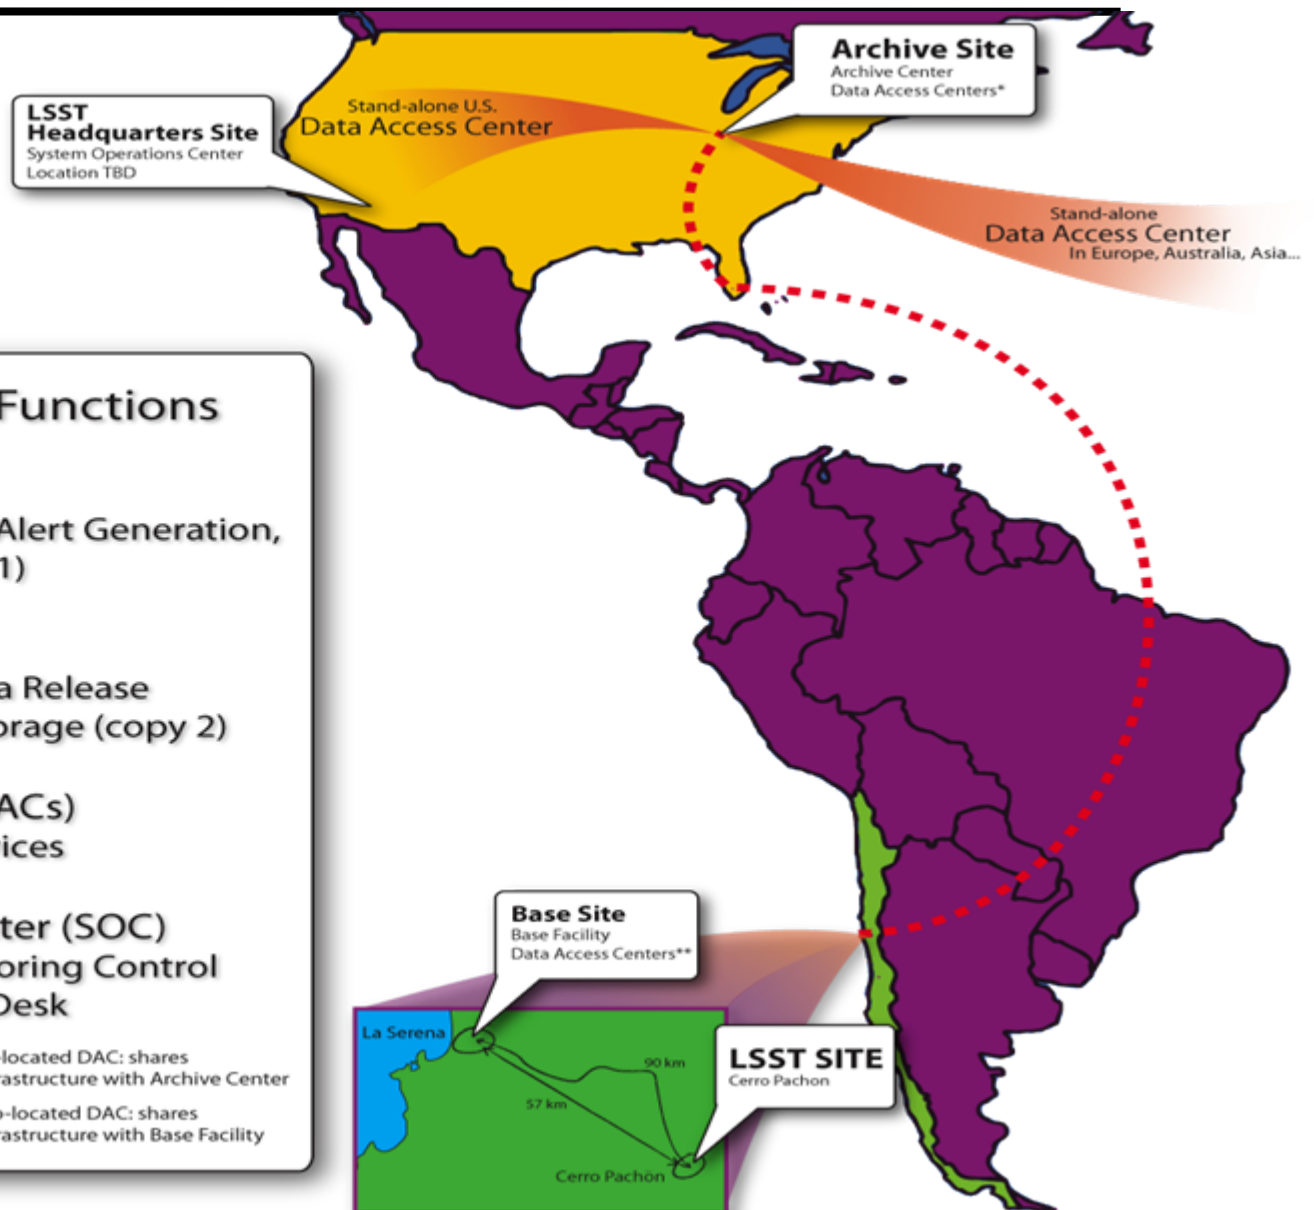 Archive Site
Archive Center
Data Access Centers*
LSST
Headquarters Site
System Operations Center
Location TBD
Stand-alone U.S.
Data Access Center
Stand-alone
Data Access Center
In Europe, Australia, Asia...
Functions
Alert Generation,
1)
a Release
orage (copy 2)
ACs)
ices
ter (SOC)
oring Control
Desk
-located DAC: shares
rastructure with Archive Center
o-located DAC: shares
rastructure with Base Facility
Base Site
Base Facility
Data Access Centers**
La Serena
90 km
57 km
LSST SITE
Cerro Pachon
Cerro Pachön